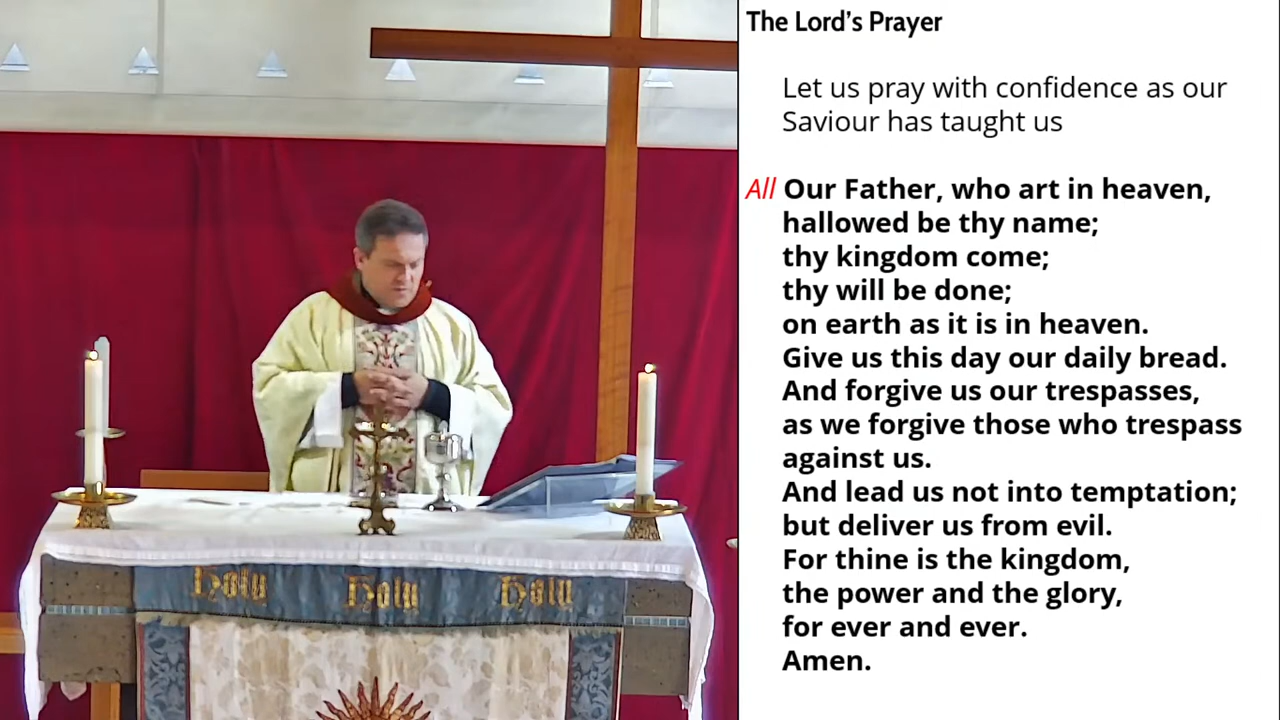 The Lord’s Prayer
Let us pray with confidence as our
Saviour has taught us
All Our Father, who art in heaven,
hallowed be thy name;
thy kingdom come;
thy will be done;
on earth as it is in heaven.
Give us this day our daily bread.
And forgive us our trespasses,
as we forgive those who trespass
against us.
And lead us not into temptation;
but deliver us from evil.
For thine is the kingdom,
the power and the glory,
for ever and ever.
Amen.
Holy Holy Holy